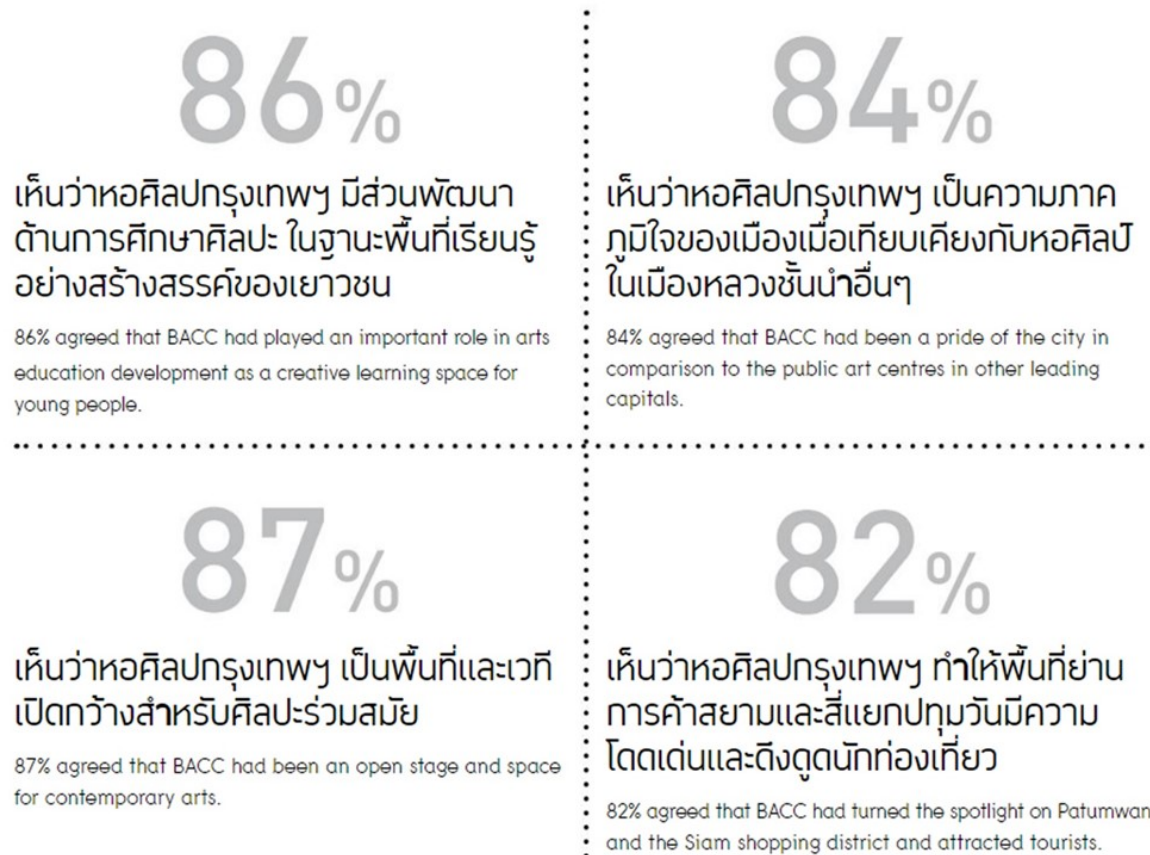 86%
เห็นว่าหอศิลปกรุงเทพฯ มีส่วนพัฒนา
ด้านการศึกษาศิลปะ ในฐานะพื้นที่เรียนรู้
อย่างสร้างสรรค์ของเยาวชน
86% agreed that BACC had played an important role in arts
education development as a creative learning space for
young people.
84%
เห็นว่าหอศิลปกรุงเทพฯ เป็นความภาค
ภูมิใจของเมืองเมื่อเทียบเคียงกับหอศิลป์
ในเมืองหลวงชั้นนำอื่นๆ
84% agreed that BACC had been a pride of the city in
comparison to the public art centres in other leading
capitals.
87%
เห็นว่าหอศิลปกรุงเทพฯ เป็นพื้นที่และเวที
เปิดกว้างสำหรับศิลปะร่วมสมัย
87% agreed that BACC had been an open stage and space
for contemporary arts.
82%
เห็นว่าหอศิลปกรุงเทพฯ ทำให้พื้นที่ย่าน
การค้าสยามและสี่แยกปทุมวันมีความ
โดดเด่นและดึงดูดนักท่องเที่ยว
82% agreed that BACC had turned the spotlight on Patumwan
and the Siam shopping district and attracted tourists.